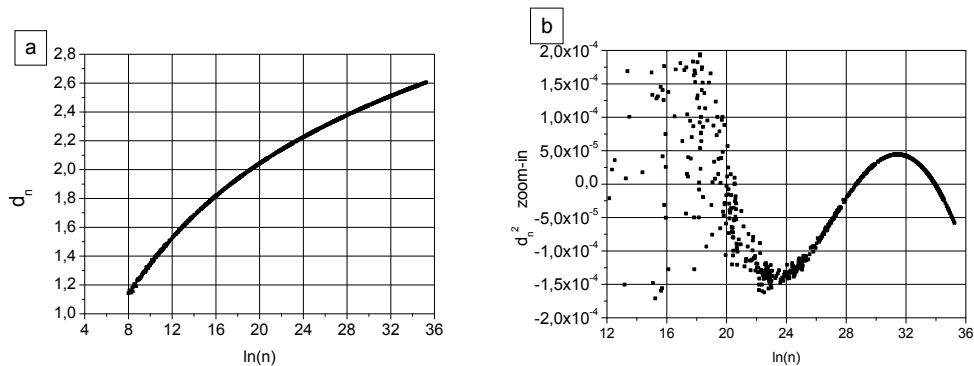 a
2,8
2,6
2,4
2,2
2,0
1,8
1,6
1,4
1,2
1,0
d_n
4 8 12 16 20 24 28 32 36
ln(n)
b
2,0x10⁻⁴
1,5x10⁻⁴
1,0x10⁻⁴
5,0x10⁻⁵
0,0
-5,0x10⁻⁵
-1,0x10⁻⁴
-1,5x10⁻⁴
-2,0x10⁻⁴
d_n² zoom-in
12 16 20 24 28 32 36
ln(n)